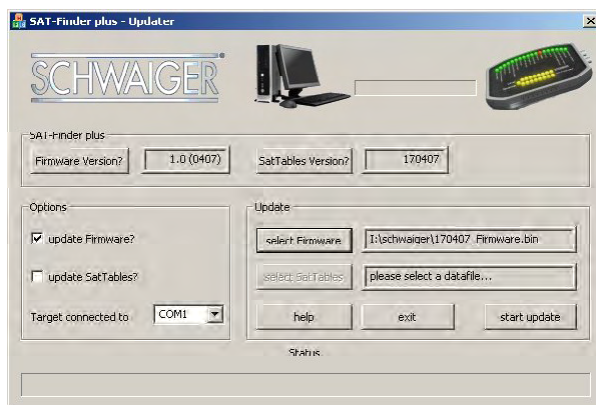 SAT-Finder plus - Updater
SCHWAIGER
SAT-Finder plus
Firmware Version?
1.0 (0407)
SatTables Version?
170407
Options
update Firmware?
update SatTables?
Target connected to
COM1
Update
select Firmware
I:\schwaiger\170407_Firmware.bin
select SatTables
please select a datafile...
help
exit
start update
Status